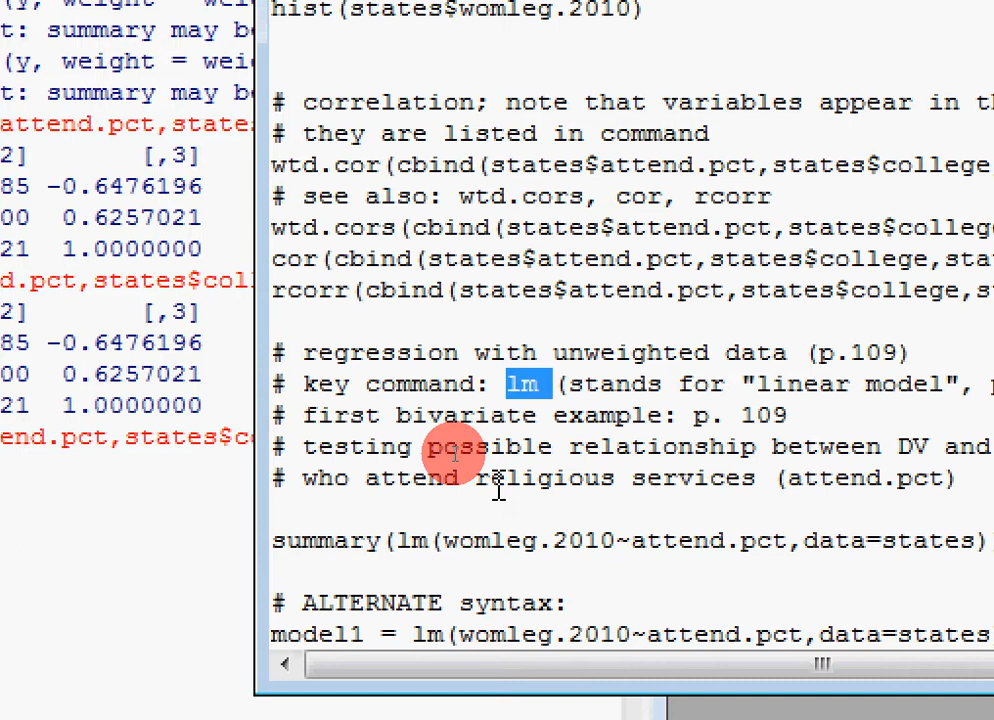 (y, weight = wei
t: summary may b
(y, weight = wei
t: summary may b
attend.pct,states
2] [,3]
85 -0.6476196
00 0.6257021
21 1.0000000
d.pct,states$col
2] [,3]
85 -0.6476196
00 0.6257021
21 1.0000000
end.pct,states$c
hist(states$womleg.2010)
# correlation; note that variables appear in th
# they are listed in command
wtd.cor(cbind(states$attend.pct,states$college,
# see also: wtd.cors, cor, rcorr
wtd.cors(cbind(states$attend.pct,states$college
cor(cbind(states$attend.pct,states$college,stat
rcorr(cbind(states$attend.pct,states$college,s
# regression with unweighted data (p.109)
# key command: lm (stands for "linear model", p
# first bivariate example: p. 109
# testing possible relationship between DV and
# who attend religious services (attend.pct)
summary(lm(womleg.2010~attend.pct,data=states)
# ALTERNATE syntax:
model1 = lm(womleg.2010~attend.pct,data=states